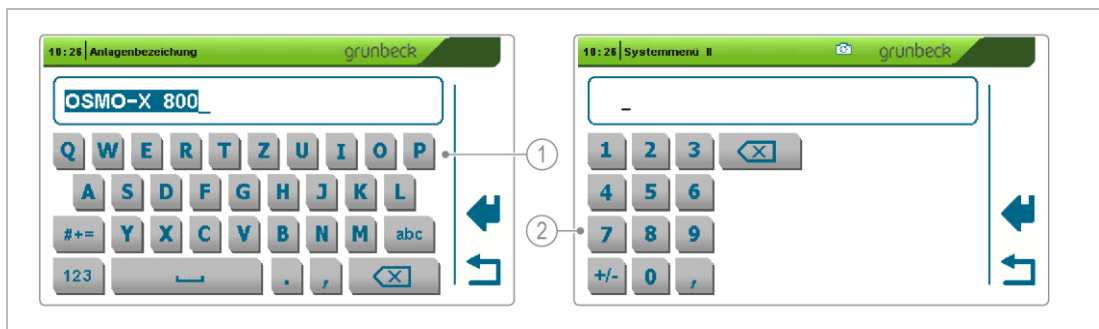 10:26 Anlagenbezeichung grünbeck
OSMO-X 800_
Q W E R T Z U I O P
A S D F G H J K L
#+= Y X C V B N M abc
123 . ,
1
10:26 Systemmenü II grünbeck
_
1 2 3
4 5 6
7 8 9
+/- 0 ,
2